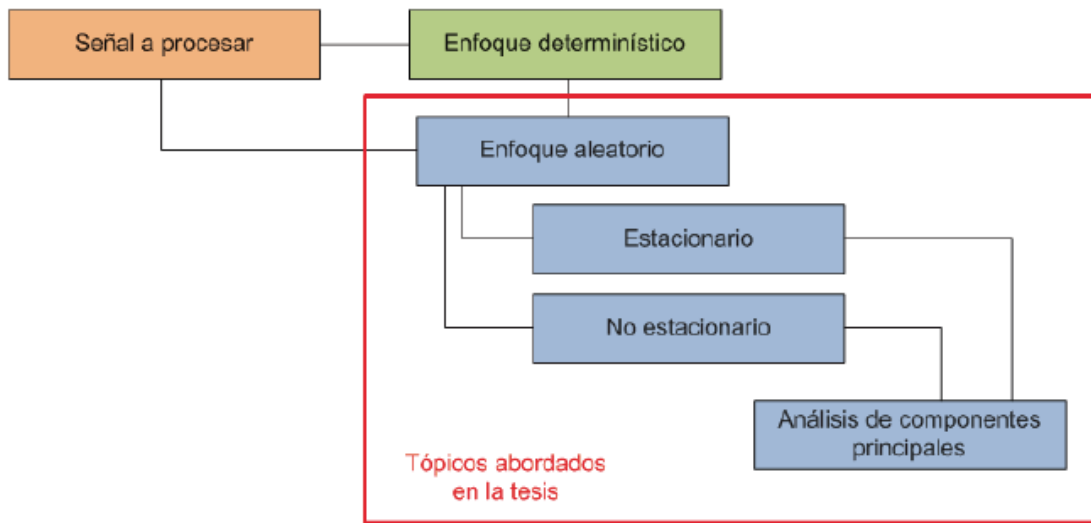 Señal a procesar
Enfoque determinístico
Enfoque aleatorio
Estacionario
No estacionario
Análisis de componentes
principales
Tópicos abordados
en la tesis